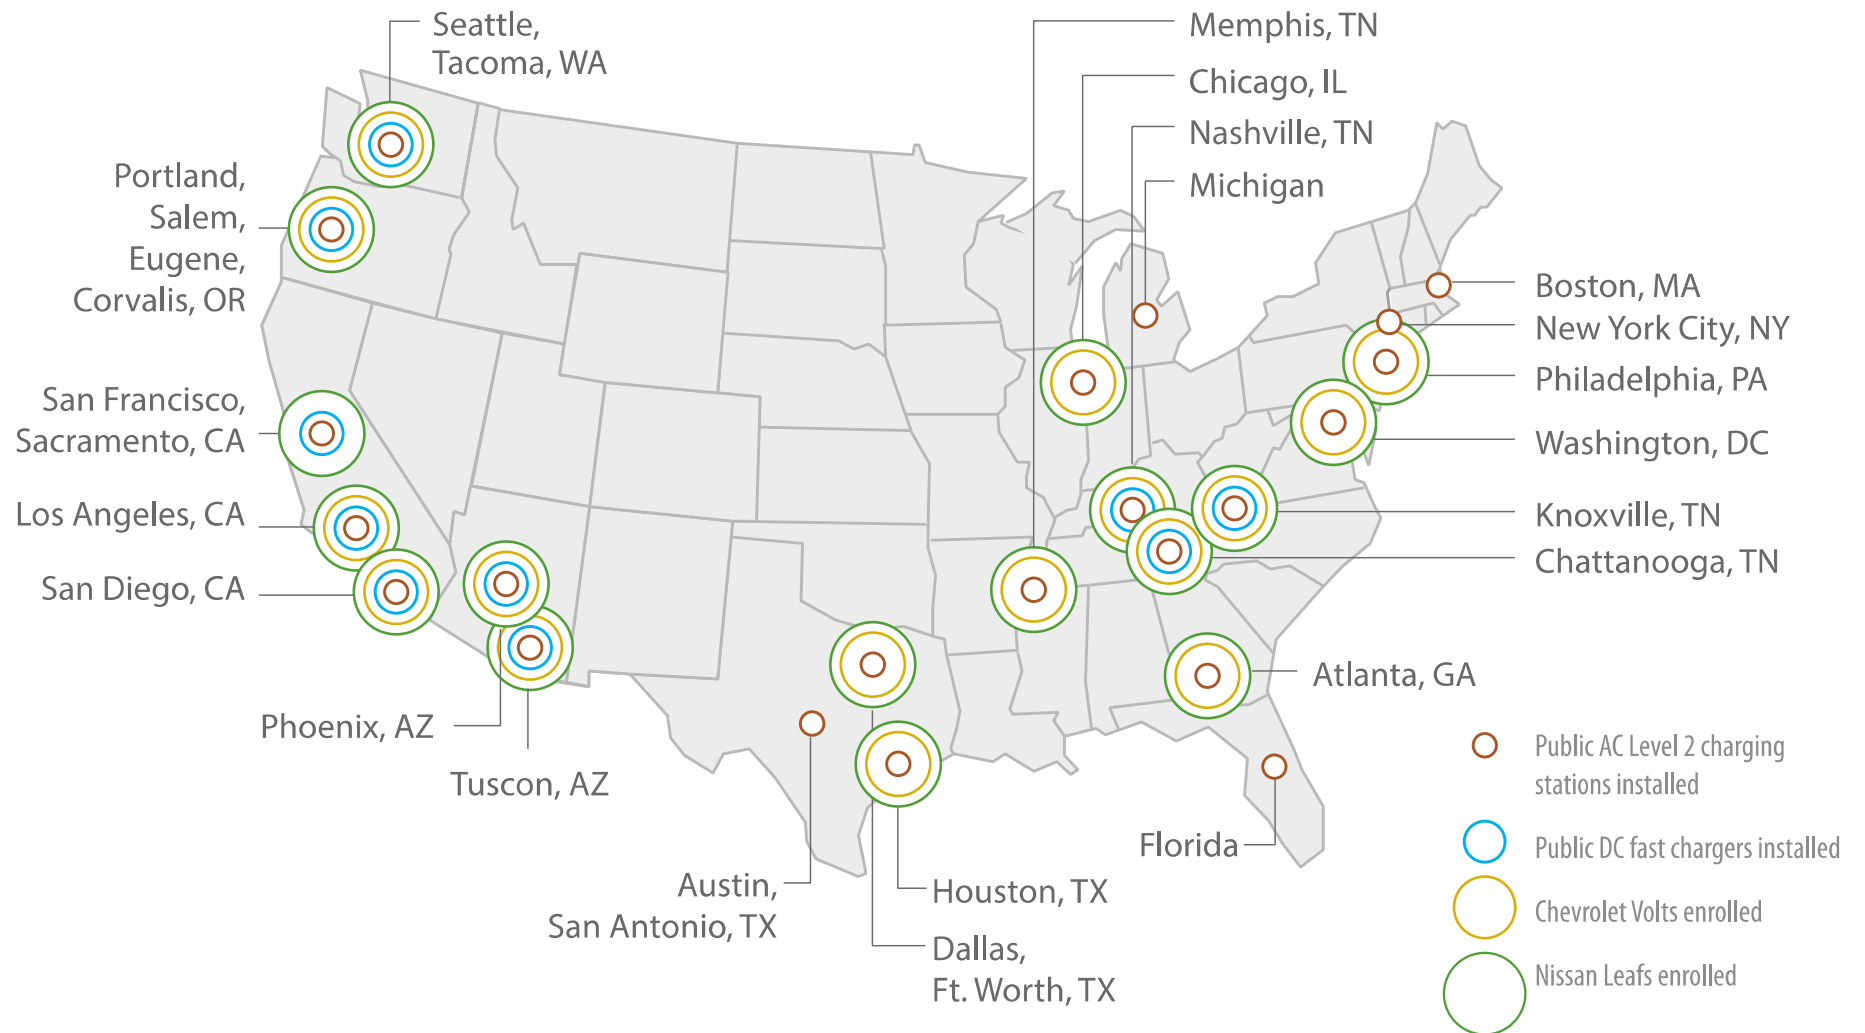 Seattle,
Tacoma, WA
Portland,
Salem,
Eugene,
Corvalis, OR
San Francisco,
Sacramento, CA
Los Angeles, CA
San Diego, CA
Phoenix, AZ
Tuscon, AZ
Austin,
San Antonio, TX
Houston, TX
Dallas,
Ft. Worth, TX
Memphis, TN
Chicago, IL
Nashville, TN
Michigan
Boston, MA
New York City, NY
Philadelphia, PA
Washington, DC
Knoxville, TN
Chattanooga, TN
Atlanta, GA
Florida
Public AC Level 2 charging
stations installed
Public DC fast chargers installed
Chevrolet Volts enrolled
Nissan Leafs enrolled